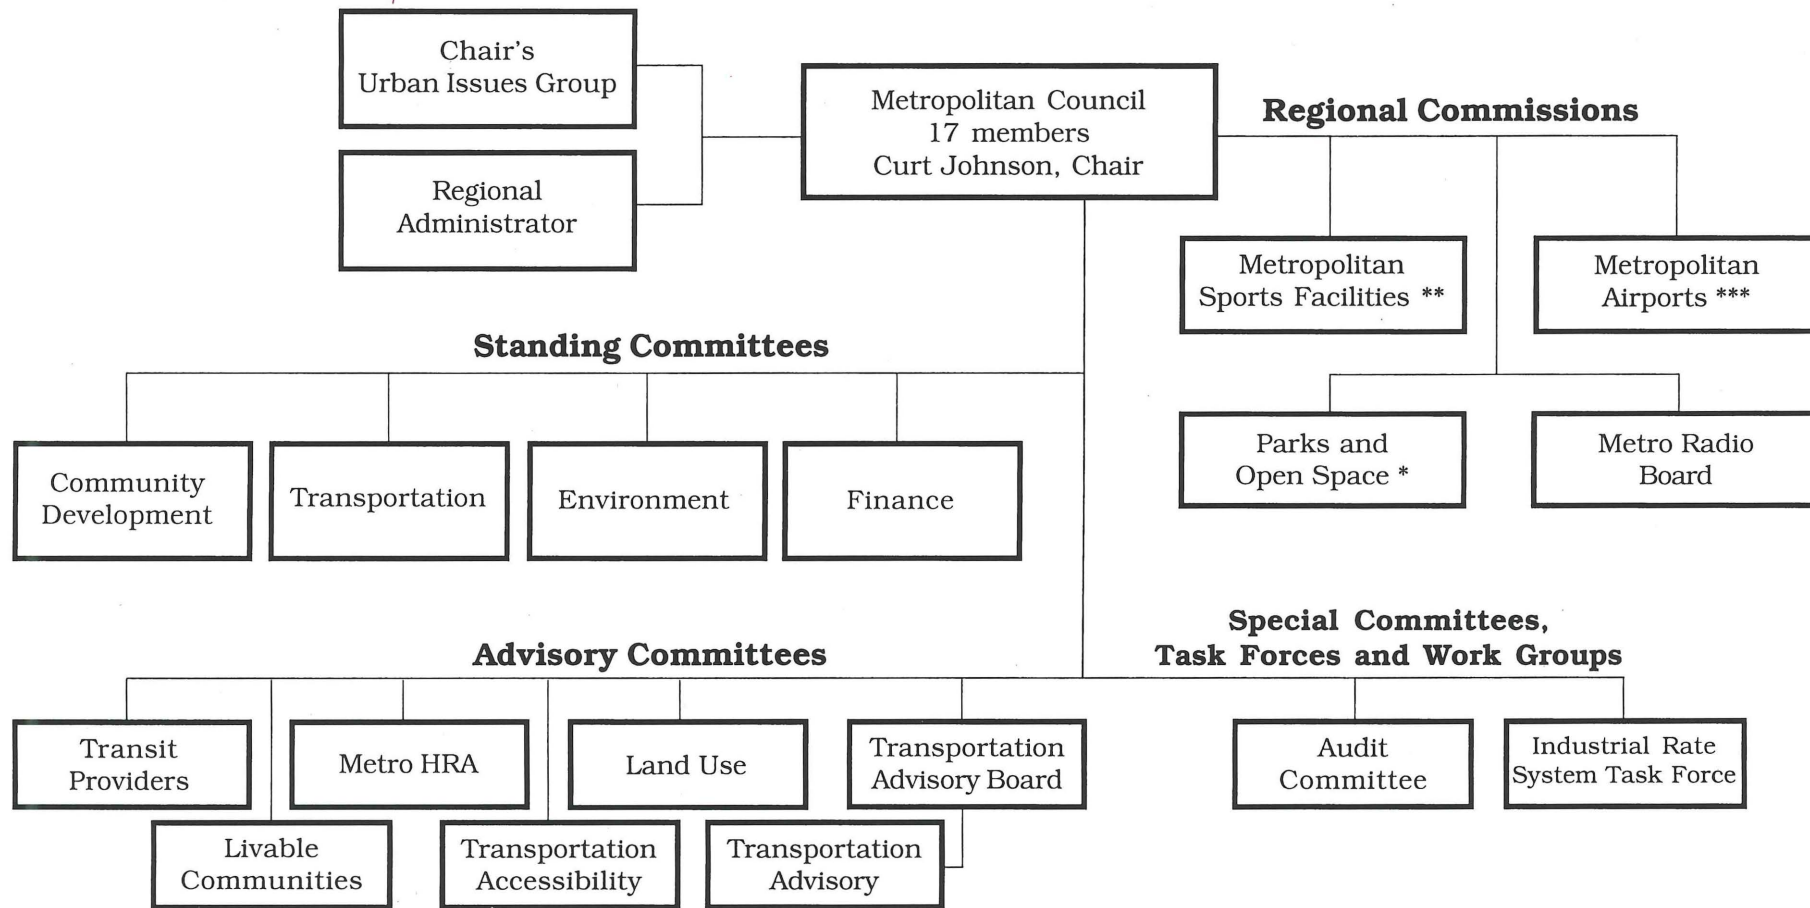 Chair's
Urban Issues Group
Regional
Administrator
Metropolitan Council
17 members
Curt Johnson, Chair
Regional Commissions
Metropolitan
Sports Facilities **
Metropolitan
Airports ***
Parks and
Open Space *
Metro Radio
Board
Standing Committees
Community
Development
Transportation
Environment
Finance
Advisory Committees
Transit
Providers
Metro HRA
Land Use
Transportation
Advisory Board
Livable
Communities
Transportation
Accessibility
Transportation
Advisory
Special Committees,
Task Forces and Work Groups
Audit
Committee
Industrial Rate
System Task Force